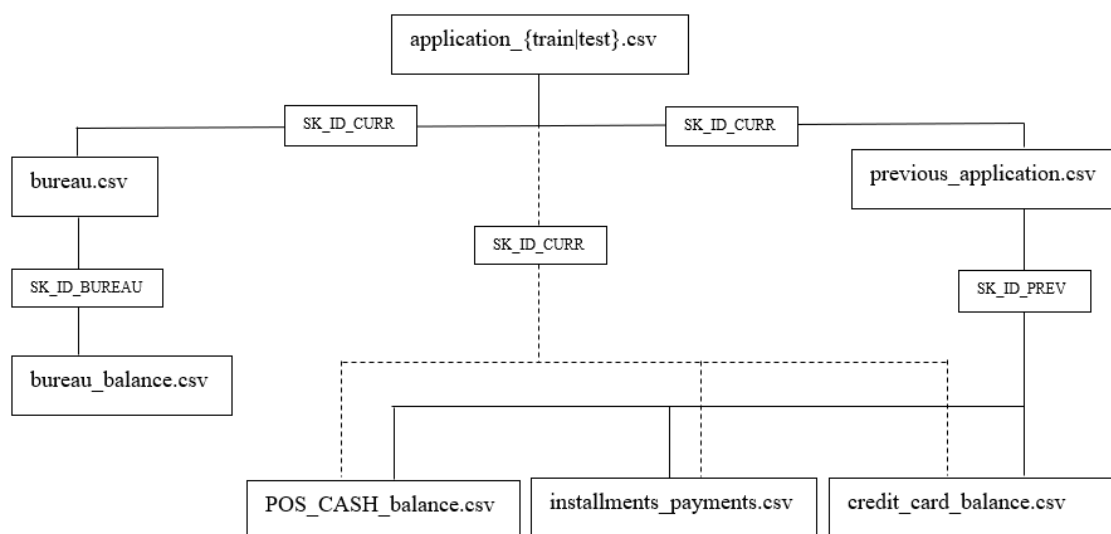 application_{train|test}.csv
SK_ID_CURR
SK_ID_CURR
bureau.csv
previous_application.csv
SK_ID_CURR
SK_ID_BUREAU
SK_ID_PREV
bureau_balance.csv
POS_CASH_balance.csv
installments_payments.csv
credit_card_balance.csv